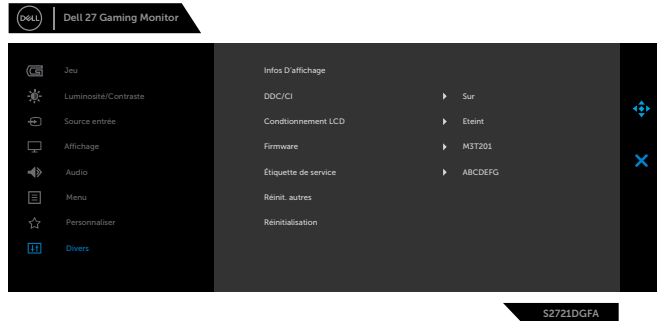 DELL Dell 27 Gaming Monitor
Jeu Infos D'affichage
Luminosité/Contraste DDC/CI Sur
Source entrée Condtionnement LCD Eteint
Affichage Firmware M3T201
Audio Étiquette de service ABCDEFG
Menu Réinit. autres
Personnaliser Réinitialisation
Divers
S2721DGFA